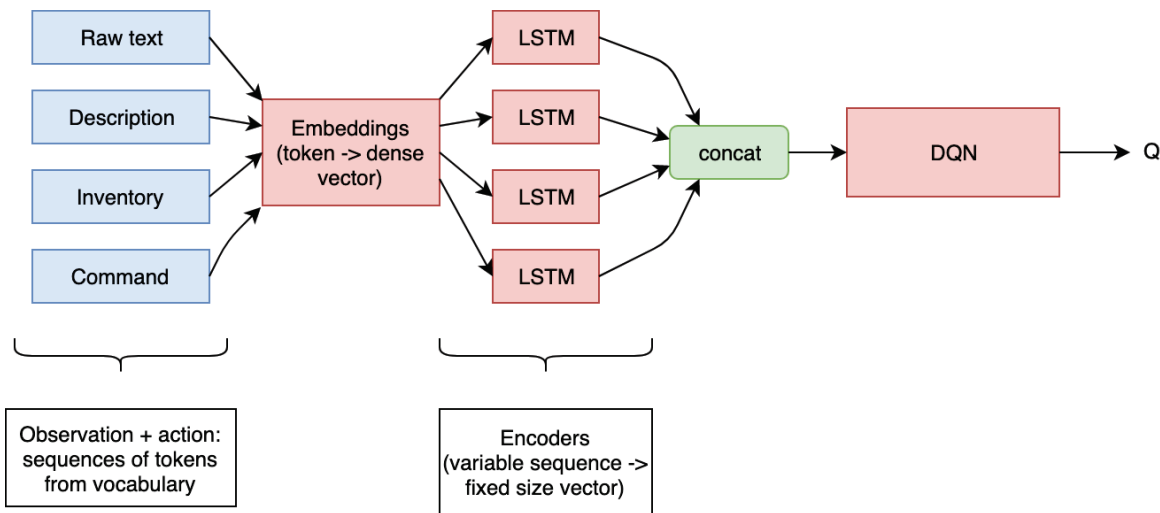 Raw text
Description
Inventory
Command
Embeddings
(token -> dense
vector)
LSTM
LSTM
LSTM
LSTM
concat
DQN
Q
Observation + action:
sequences of tokens
from vocabulary
Encoders
(variable sequence ->
fixed size vector)